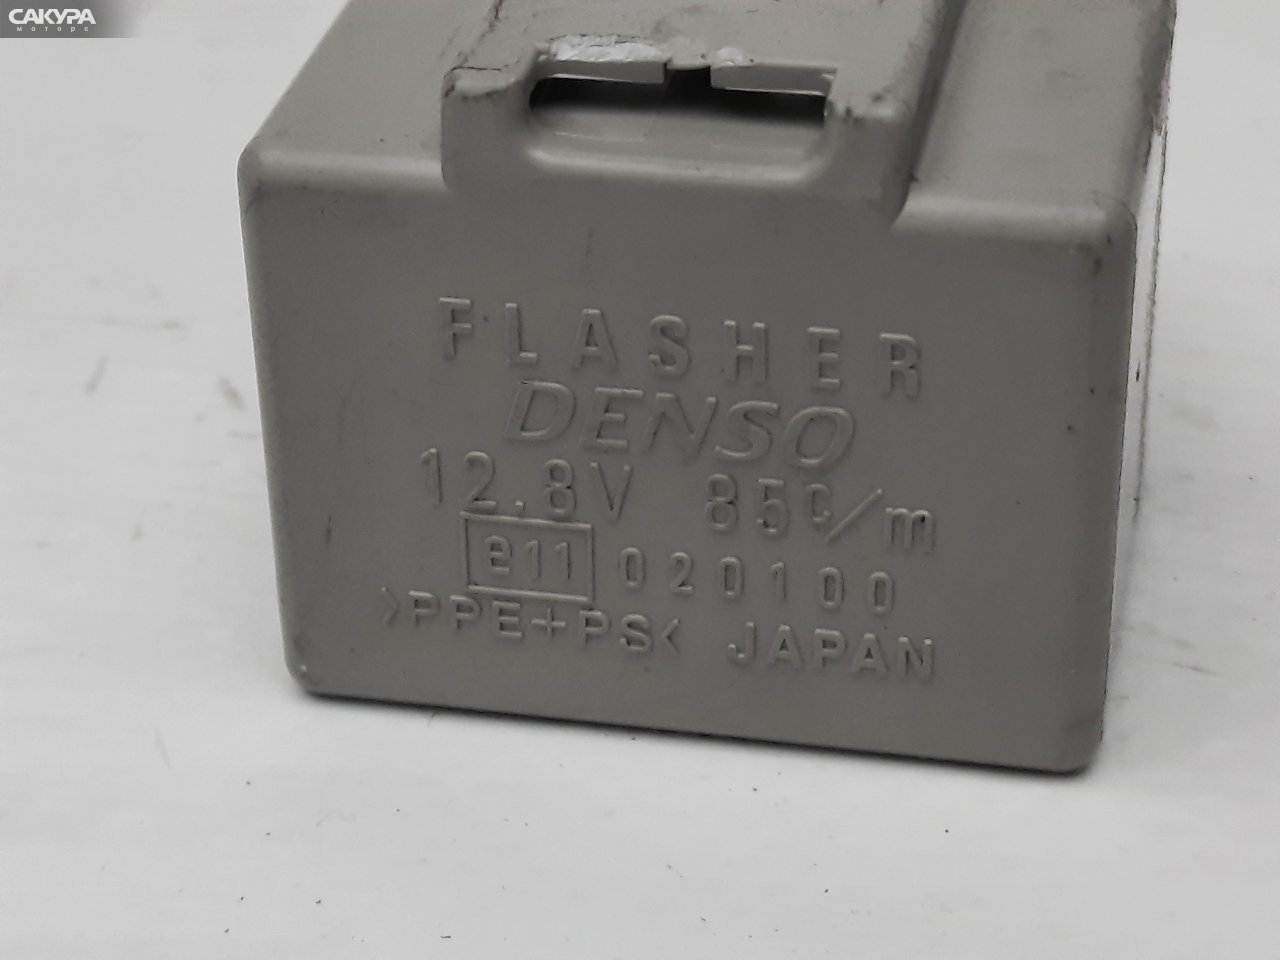 САКУРА
МОТОРС
FLASHER
DENSO
12.8V 85C/m
e11 020100
>PPE+PS< JAPAN